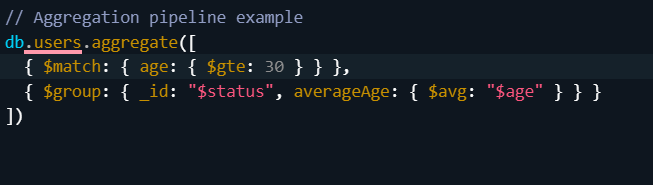 // Aggregation pipeline example
db.users.aggregate([
  { $match: { age: { $gte: 30 } } },
  { $group: { _id: "$status", averageAge: { $avg: "$age" } } }
])